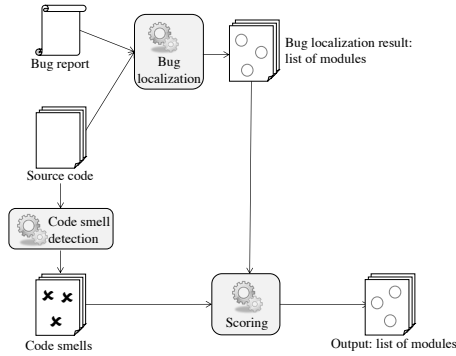 Bug report
Bug
localization
Bug localization result:
list of modules
Source code
Code smell
detection
Code smells
Scoring
Output: list of modules